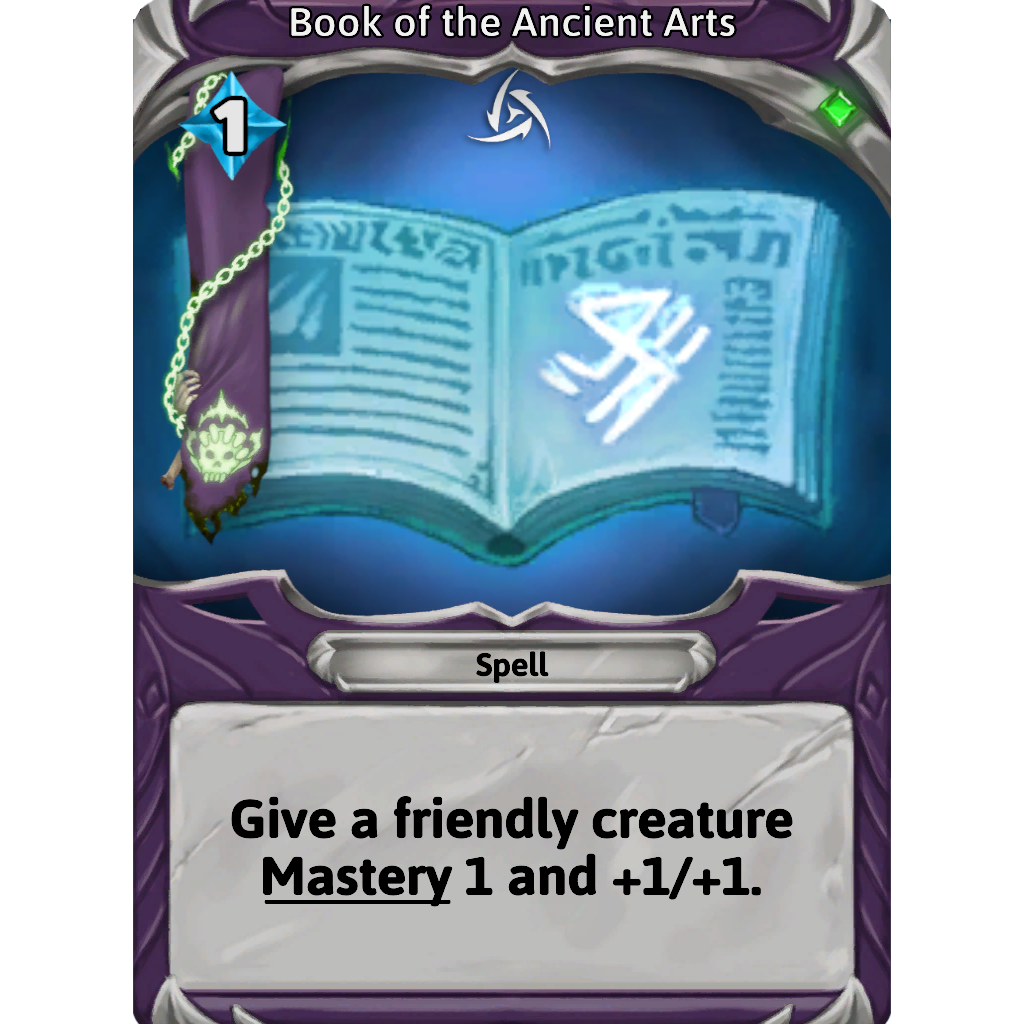 Book of the Ancient Arts
1
Spell
Give a friendly creature
Mastery 1 and +1/+1.